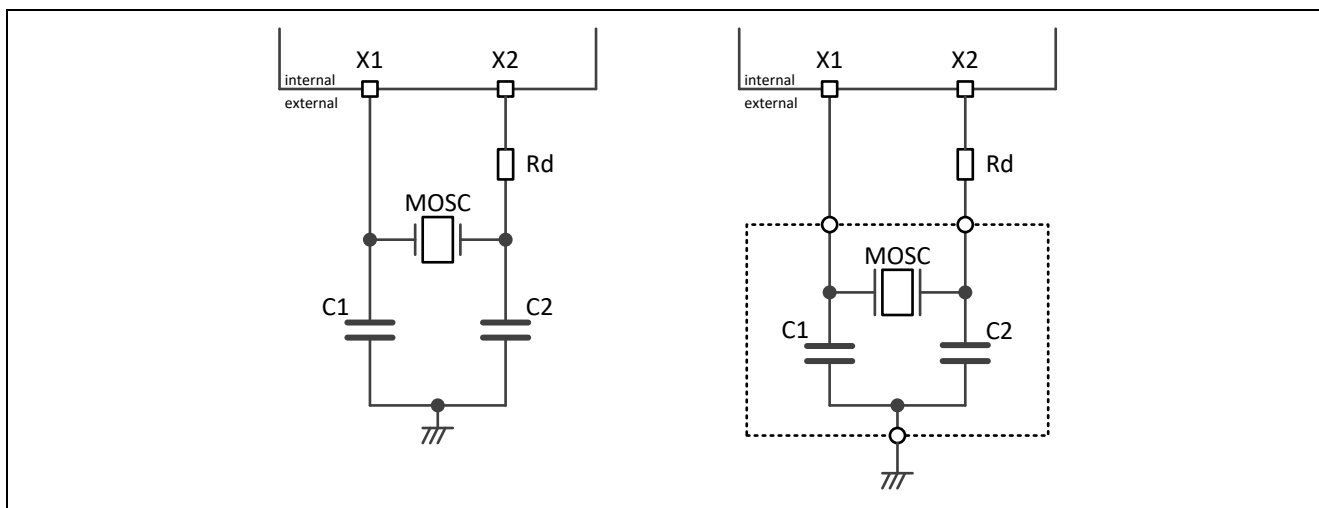 X1 X2
internal
external
Rd
MOSC
C1 C2
X1 X2
internal
external
Rd
MOSC
C1 C2